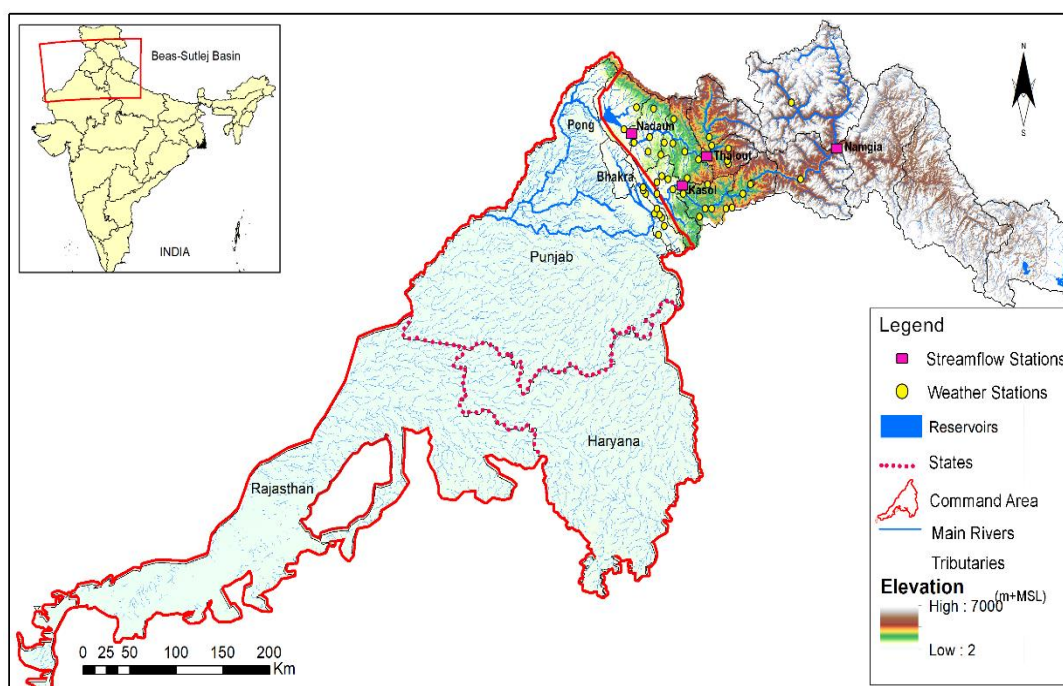 Beas-Sutlej Basin
INDIA
N
S
Pong
Nadaun
Thalout
Namgia
Bhakra
Kasol
Punjab
Haryana
Rajasthan
Legend
Streamflow Stations
Weather Stations
Reservoirs
States
Command Area
Main Rivers
Tributaries
Elevation (m+MSL)
High : 7000
Low : 2
0 25 50 100 150 200
Km